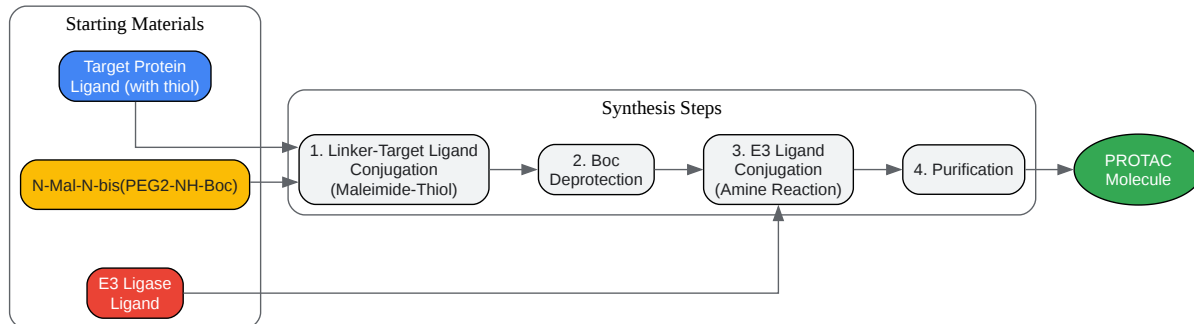 Starting Materials
Target Protein
Ligand (with thiol)
N-Mal-N-bis(PEG2-NH-Boc)
E3 Ligase
Ligand
Synthesis Steps
1. Linker-Target Ligand
Conjugation
(Maleimide-Thiol)
2. Boc
Deprotection
3. E3 Ligand
Conjugation
(Amine Reaction)
4. Purification
PROTAC
Molecule